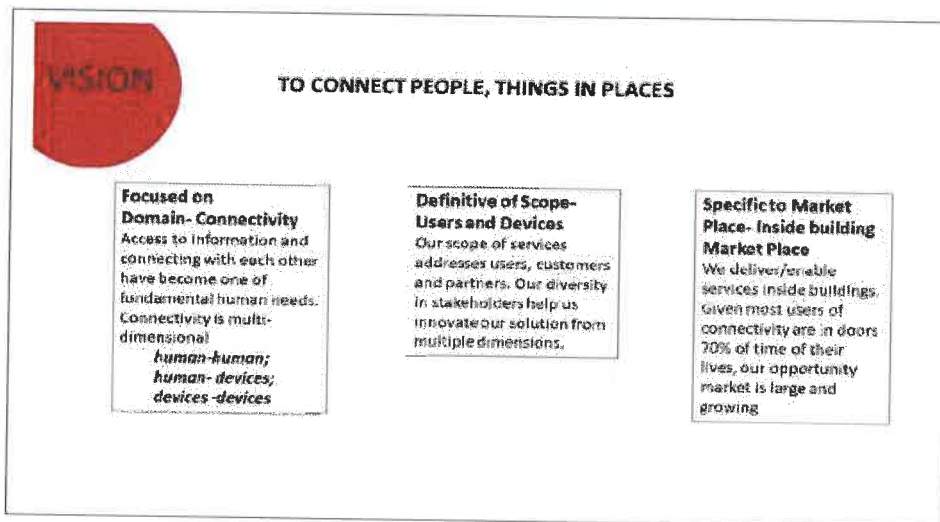 VISION
TO CONNECT PEOPLE, THINGS IN PLACES
Focused on
Domain- Connectivity
Access to information and
connecting with each other
have become one of
fundamental human needs.
Connectivity is multi-
dimensional
human-human;
human- devices;
devices -devices
Definitive of Scope-
Users and Devices
Our scope of services
addresses users, customers
and partners. Our diversity
in stakeholders help us
innovate our solution from
multiple dimensions.
Specific to Market
Place- Inside building
Market Place
We deliver/enable
services inside buildings.
Given most users of
connectivity are in doors
70% of time of their
lives, our opportunity
market is large and
growing